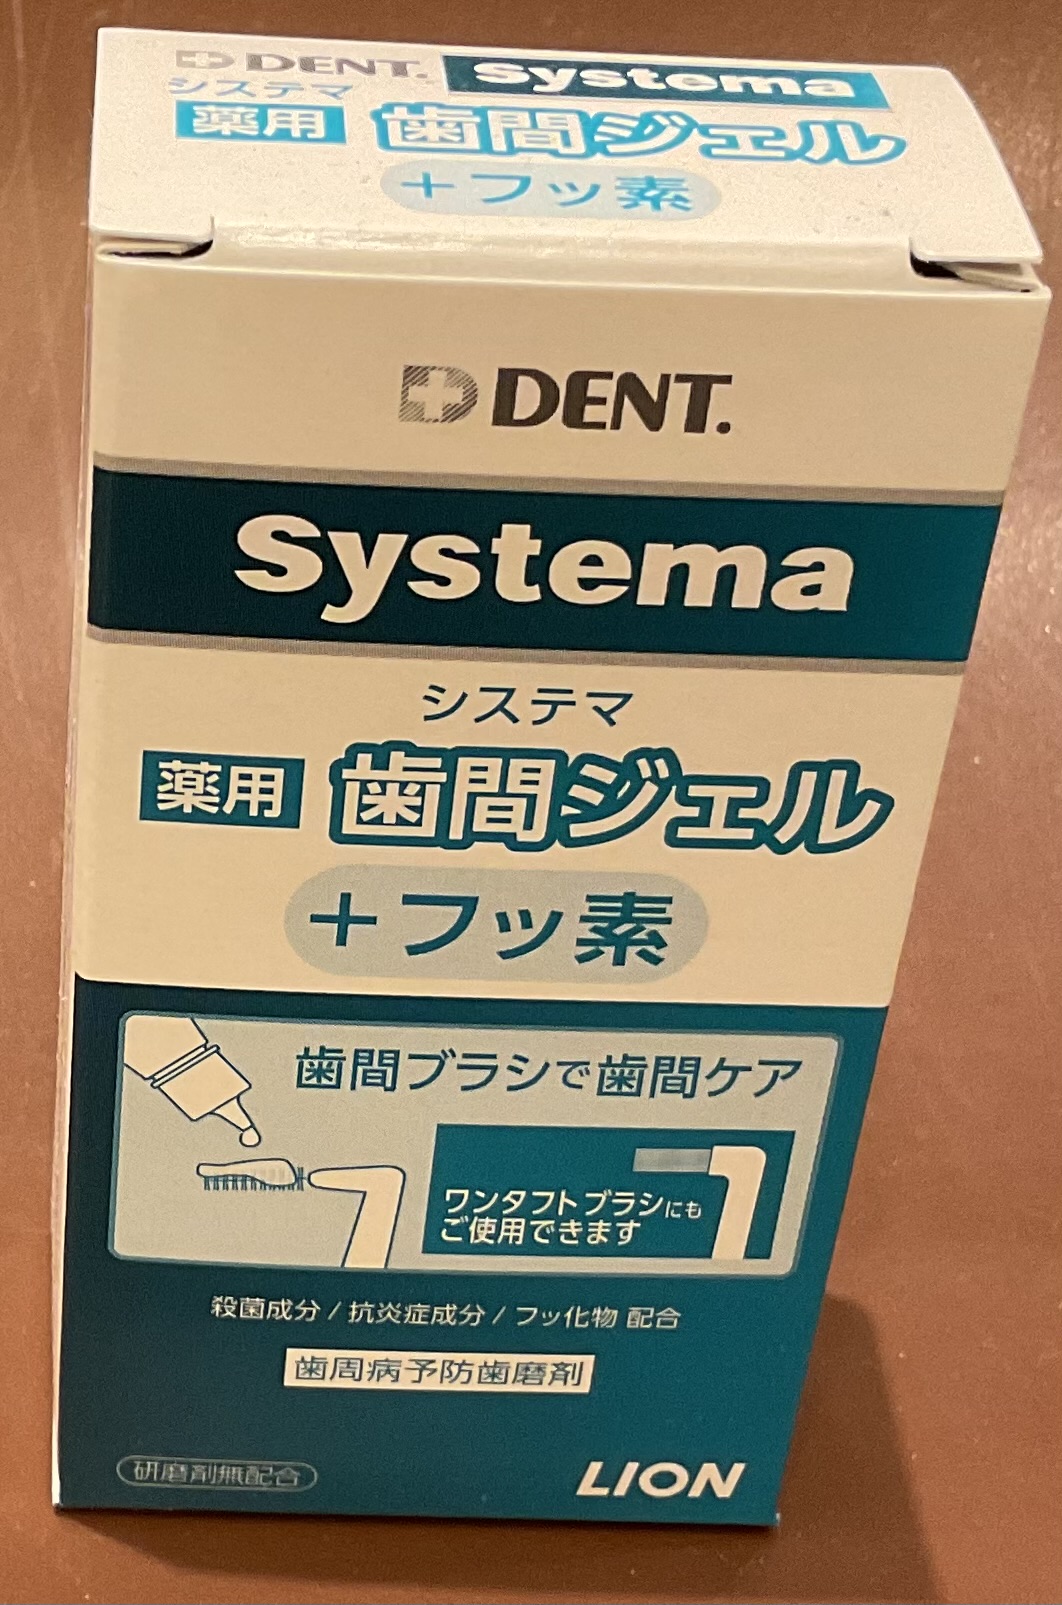 DENT. Systema
システマ
薬用 歯間ジェル
+フッ素
DENT.
Systema
システマ
薬用 歯間ジェル
+フッ素
歯間ブラシで歯間ケア
ワンタフトブラシにも
ご使用できます
殺菌成分/抗炎症成分/フッ化物 配合
歯周病予防歯磨剤
研磨剤無配合
LION